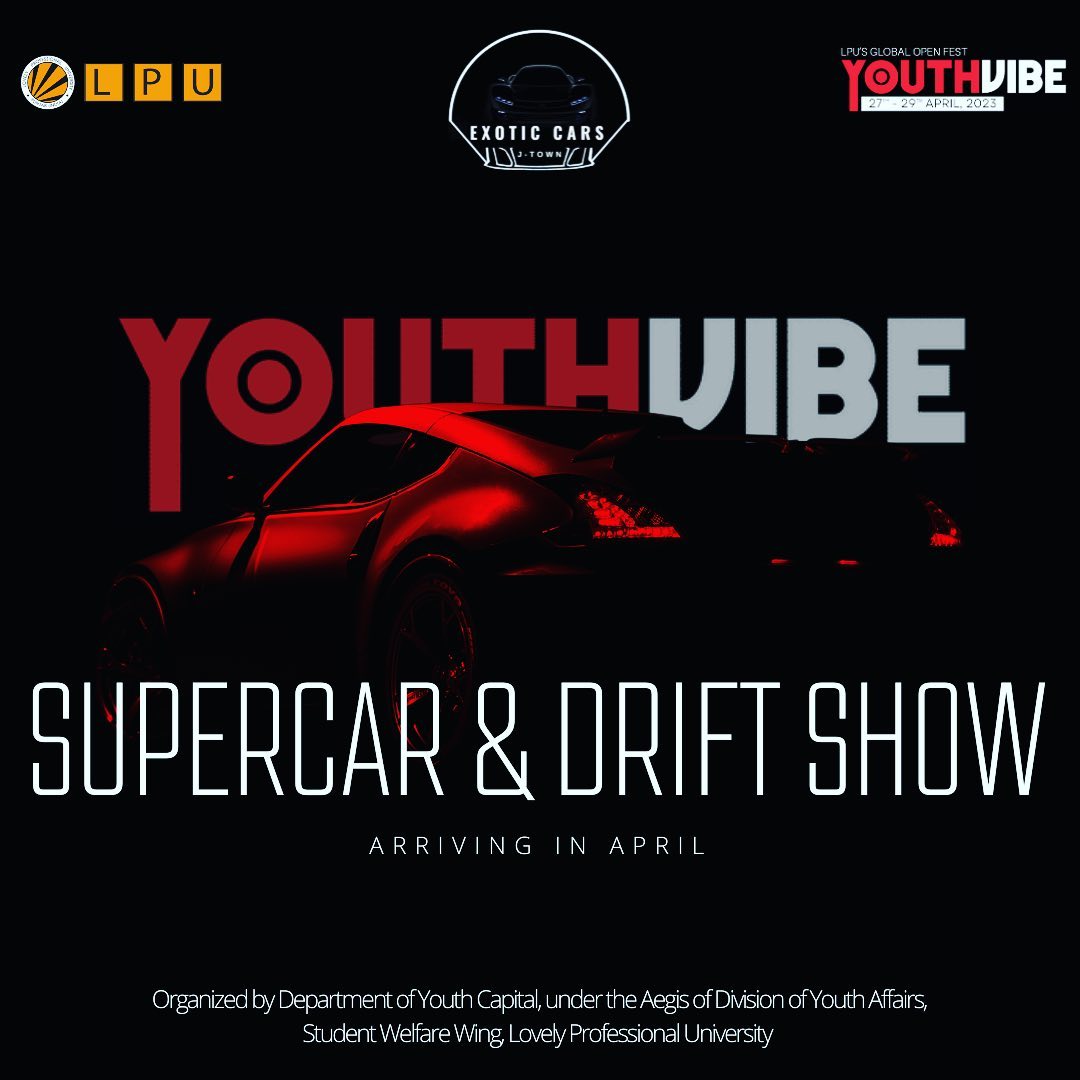 L P U
EXOTIC CARS
J-TOWN
LPU'S GLOBAL OPEN FEST
YOUTHVIBE
27TH - 29TH APRIL, 2023
YOUTHVIBE
SUPERCAR & DRIFT SHOW
ARRIVING IN APRIL
Organized by Department of Youth Capital, under the Aegis of Division of Youth Affairs,
Student Welfare Wing, Lovely Professional University